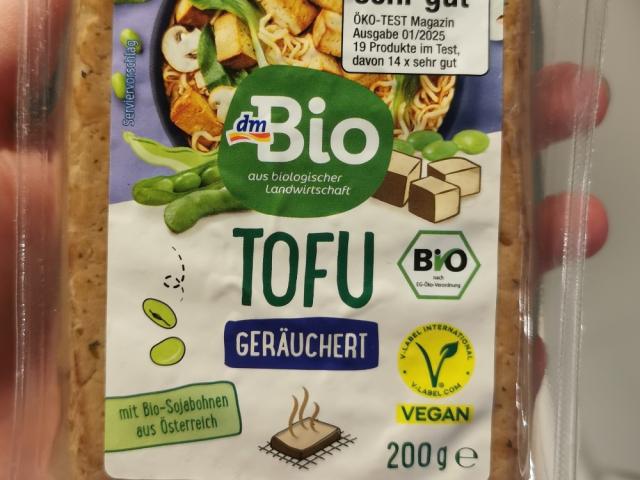 sehr gut
ÖKO-TEST Magazin
Ausgabe 01/2025
19 Produkte im Test,
davon 14 x sehr gut
Serviervorschlag
dm
Bio
aus biologischer
Landwirtschaft
TOFU
BIO
nach
EG-Öko-Verordnung
GERÄUCHERT
V-LABEL INTERNATIONAL
V-LABEL.COM
VEGAN
mit Bio-Sojabohnen
aus Österreich
200 g e